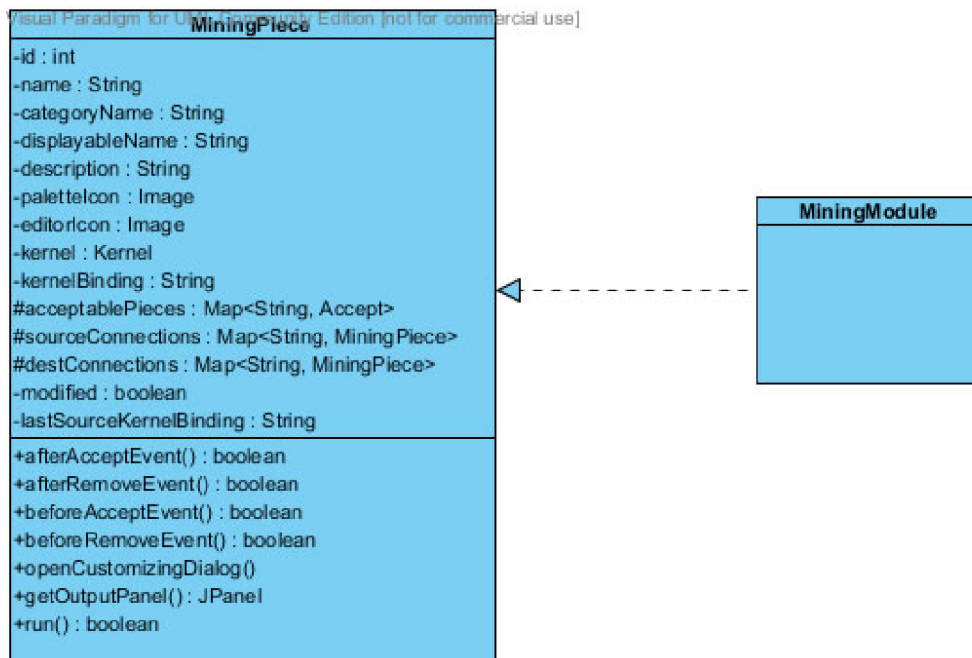 Visual Paradigm for UML Community Edition [not for commercial use]
MiningPiece
-id : int
-name : String
-categoryName : String
-displayableName : String
-description : String
-paletteIcon : Image
-editorIcon : Image
-kernel : Kernel
-kernelBinding : String
#acceptablePieces : Map<String, Accept>
#sourceConnections : Map<String, MiningPiece>
#destConnections : Map<String, MiningPiece>
-modified : boolean
-lastSourceKernelBinding : String
+afterAcceptEvent() : boolean
+afterRemoveEvent() : boolean
+beforeAcceptEvent() : boolean
+beforeRemoveEvent() : boolean
+openCustomizingDialog()
+getOutputPanel() : JPanel
+run() : boolean
MiningModule